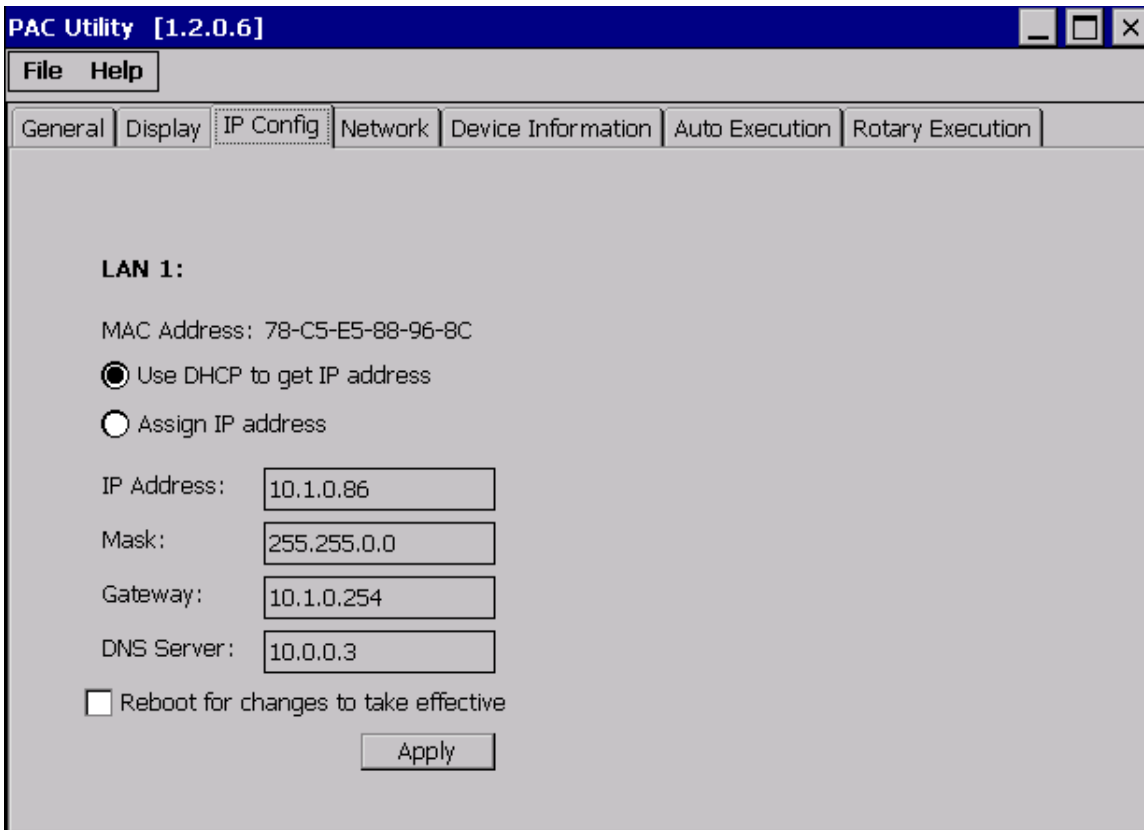 PAC Utility [1.2.0.6]
File Help
General Display IP Config Network Device Information Auto Execution Rotary Execution
LAN 1:
MAC Address: 78-C5-E5-88-96-8C
Use DHCP to get IP address
Assign IP address
IP Address: 10.1.0.86
Mask: 255.255.0.0
Gateway: 10.1.0.254
DNS Server: 10.0.0.3
Reboot for changes to take effective
Apply